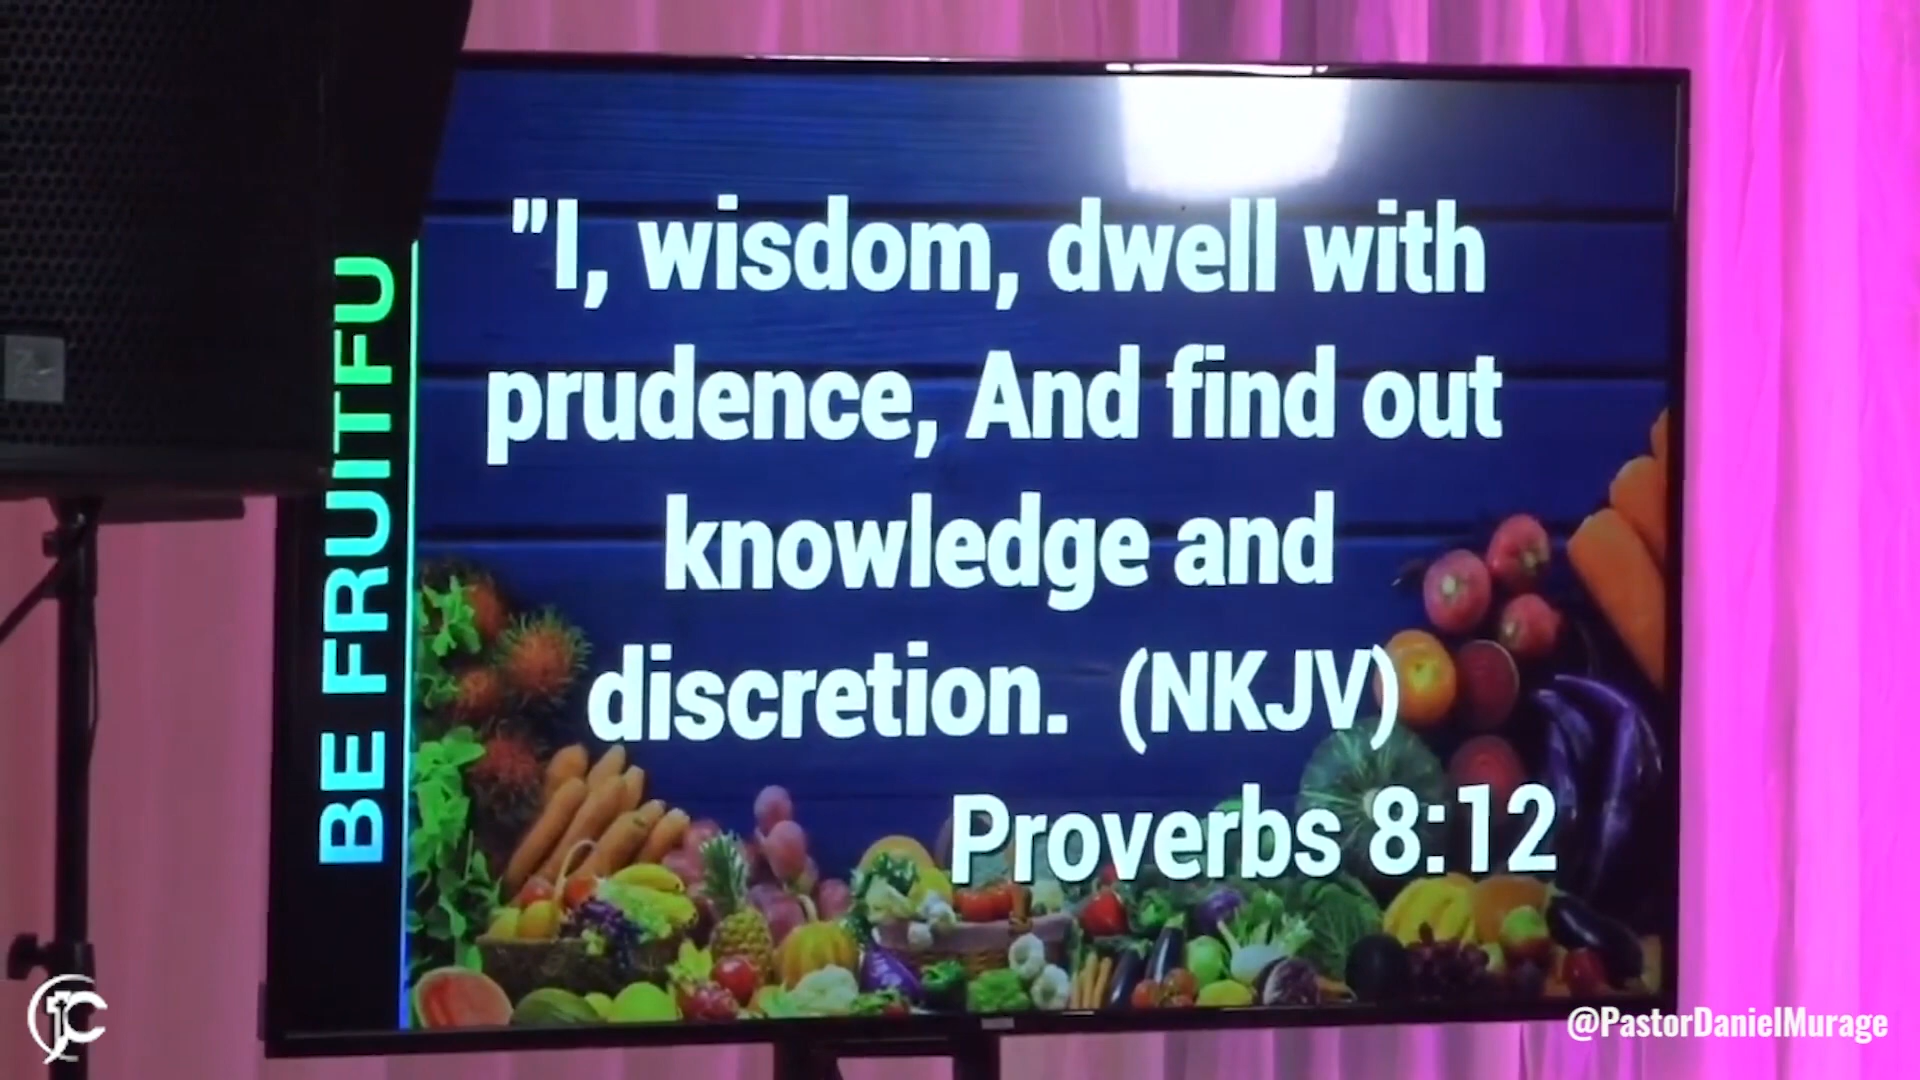 "I, wisdom, dwell with
prudence, And find out
knowledge and
discretion. (NKJV)
Proverbs 8:12
BE FRUITFU
@PastorDanielMurage